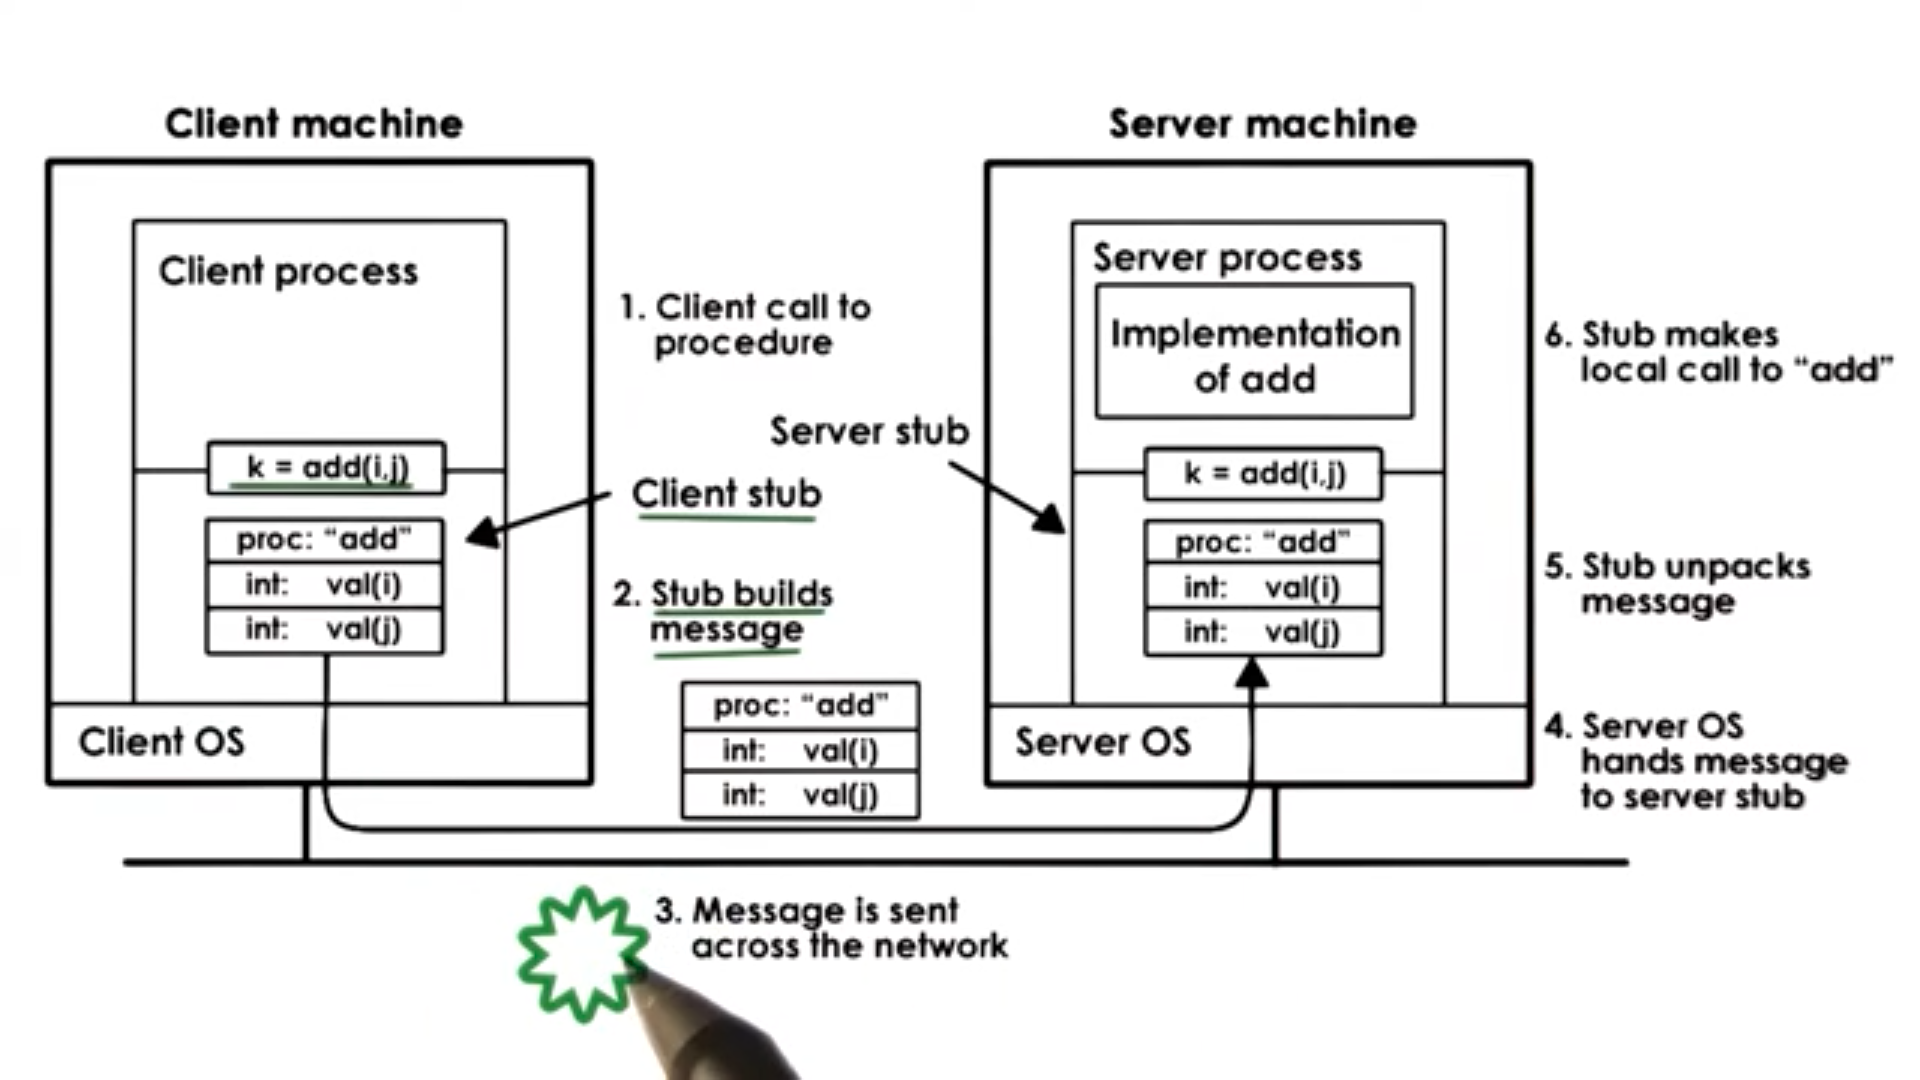 Client machine
Server machine
Client process
k = add(i,j)
proc: “add”
int: val(i)
int: val(j)
Client OS
1. Client call to
procedure
Server stub
Client stub
2. Stub builds
message
proc: “add”
int: val(i)
int: val(j)
3. Message is sent
across the network
Server process
Implementation
of add
k = add(i,j)
proc: “add”
int: val(i)
int: val(j)
Server OS
6. Stub makes
local call to “add”
5. Stub unpacks
message
4. Server OS
hands message
to server stub